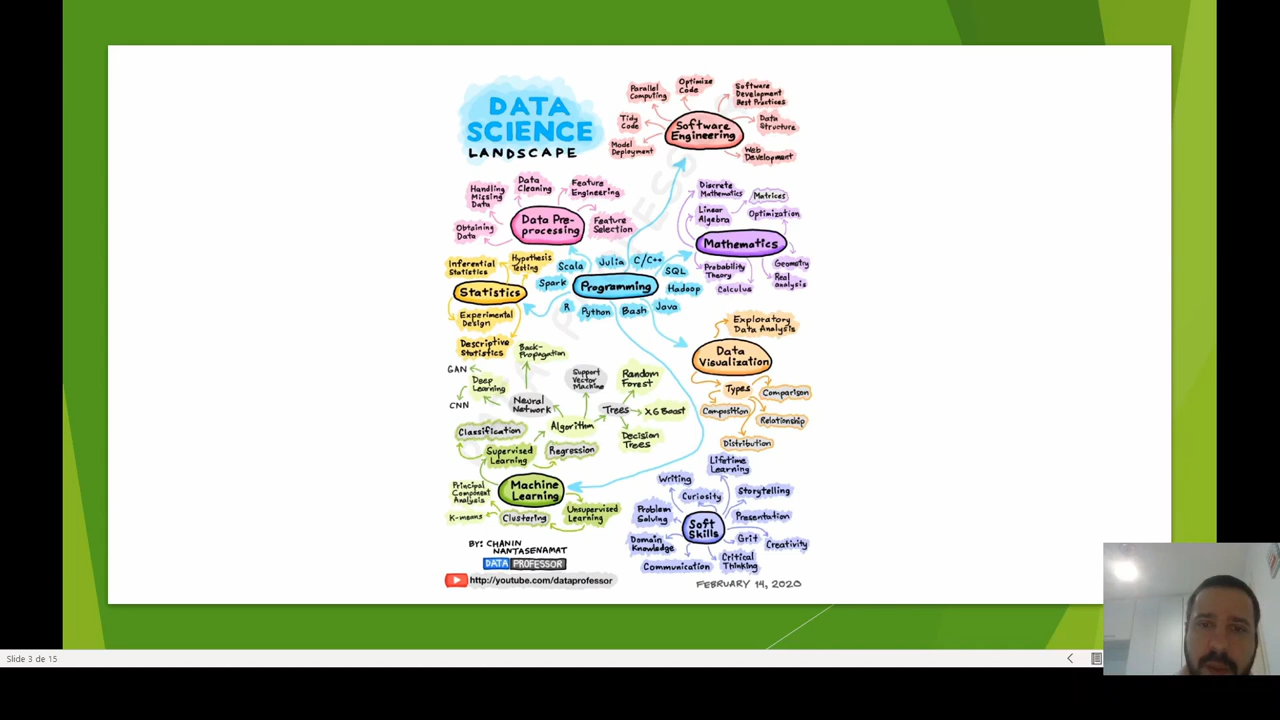 DATA
SCIENCE
LANDSCAPE
Parallel
Computing
Optimize
Code
Software
Development
Best Practices
Tidy
Code
Software
Engineering
Data
Structure
Model
Deployment
Web
Development
Handling
Missing
Data
Data
Cleaning
Feature
Engineering
Obtaining
Data
Data Pre-
processing
Feature
Selection
Discrete
Mathematics
Matrices
Linear
Algebra
Optimization
Mathematics
Probability
Theory
Geometry
Calculus
Real
analysis
Inferential
Statistics
Hypothesis
Testing
Statistics
Experimental
Design
Descriptive
Statistics
Scala
Julia
C/C++
SQL
Spark
Programming
Hadoop
R
Python
Bash
Java
Exploratory
Data Analysis
Data
Visualization
Types
Comparison
Composition
Relationship
Distribution
Back-
Propagation
GAN
Deep
Learning
CNN
Neural
Network
Support
Vector
Machine
Random
Forest
Trees
XG Boost
Algorithm
Decision
Trees
Classification
Supervised
Learning
Regression
Machine
Learning
Principal
Component
Analysis
K-means
Clustering
Unsupervised
Learning
Lifetime
Learning
Writing
Curiosity
Storytelling
Problem
Solving
Soft
Skills
Presentation
Domain
Knowledge
Grit
Creativity
Communication
Critical
Thinking
BY: CHANIN
NANTASENAMAT
DATA PROFESSOR
http://youtube.com/dataprofessor
FEBRUARY 14, 2020
Slide 3 de 15